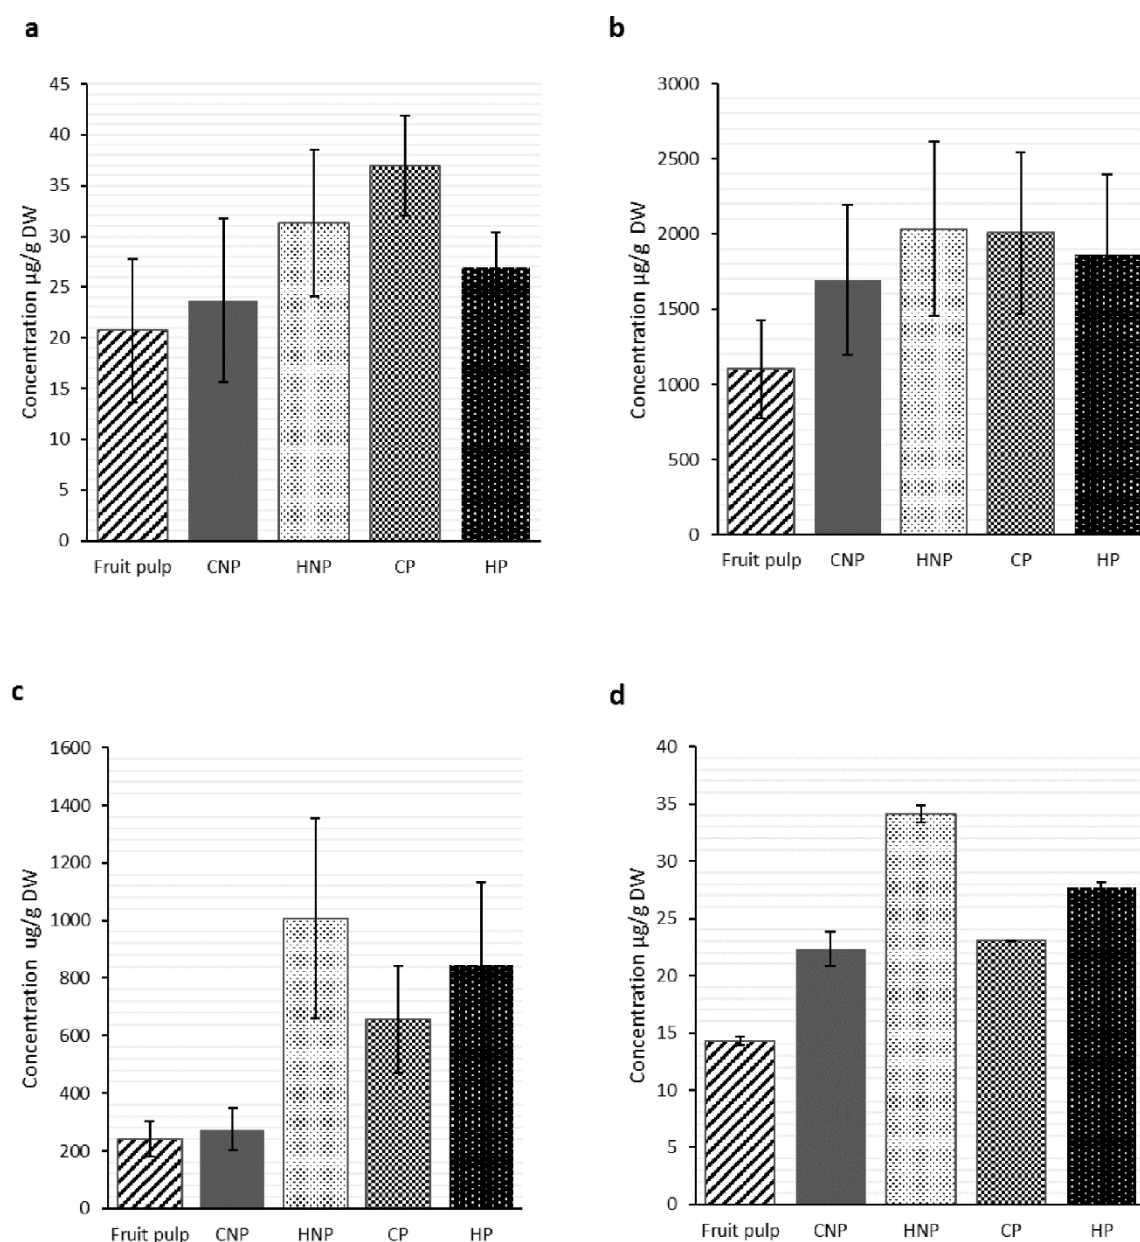 a
Concentration µg/g DW
45
40
35
30
25
20
15
10
5
0
Fruit pulp CNP HNP CP HP
b
Concentration µg/g DW
3000
2500
2000
1500
1000
500
0
Fruit pulp CNP HNP CP HP
c
Concentration ug/g DW
1600
1400
1200
1000
800
600
400
200
0
Fruit pulp CNP HNP CP HP
d
Concentration µg/g DW
40
35
30
25
20
15
10
5
0
Fruit pulp CNP HNP CP HP